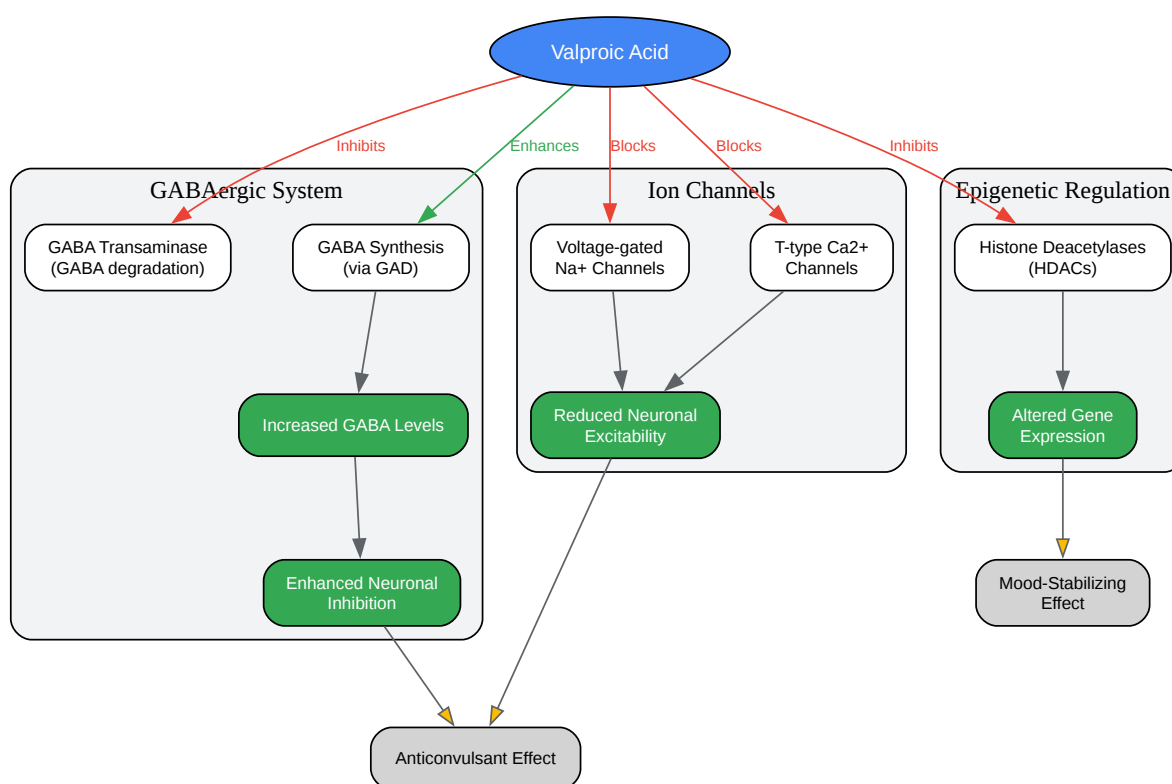 Valproic Acid
Inhibits
Enhances
Blocks
Blocks
Inhibits
GABAergic System
Ion Channels
Epigenetic Regulation
GABA Transaminase
(GABA degradation)
GABA Synthesis
(via GAD)
Voltage-gated
Na+ Channels
T-type Ca2+
Channels
Histone Deacetylases
(HDACs)
Increased GABA Levels
Reduced Neuronal
Excitability
Altered Gene
Expression
Enhanced Neuronal
Inhibition
Mood-Stabilizing
Effect
Anticonvulsant Effect